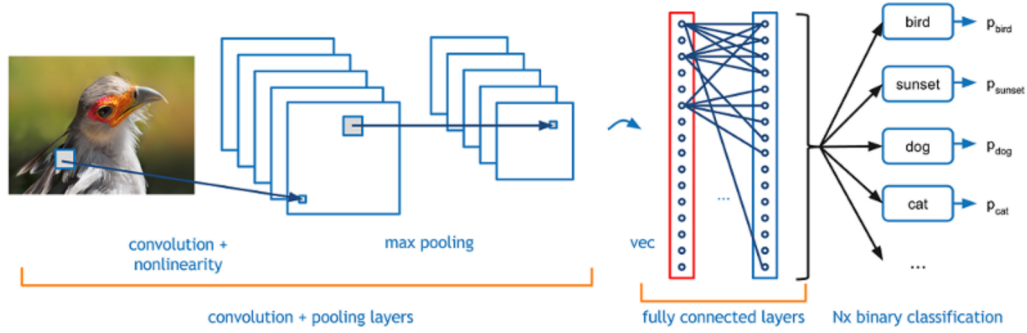 bird
p_bird
sunset
p_sunset
dog
p_dog
cat
p_cat
...
...
convolution +
nonlinearity
max pooling
vec
convolution + pooling layers
fully connected layers
Nx binary classification